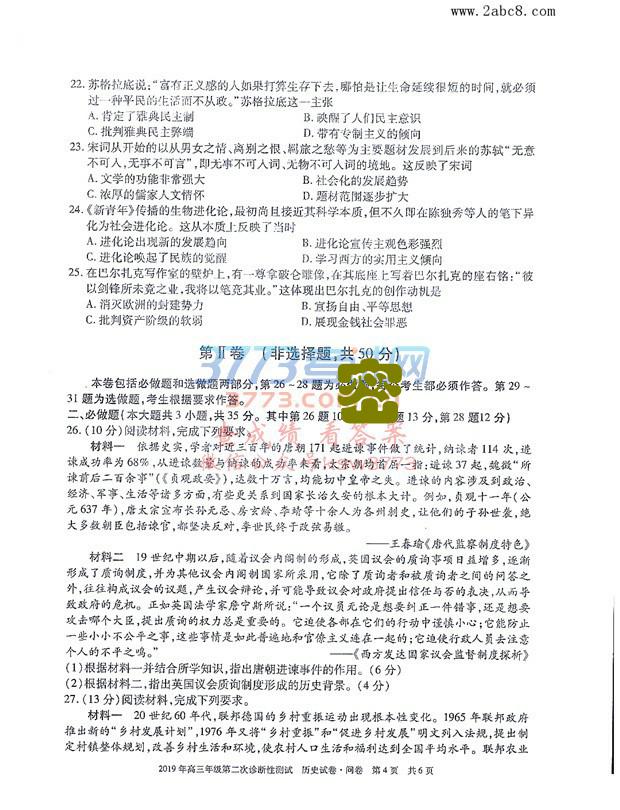 www.2abc8.com
22. 苏格拉底说:“富有正义感的人如果打算生存下去,哪怕是让生命延续很短的时间,就必须
过一种平民的生活而不从政。”苏格拉底这一主张
A. 肯定了雅典民主制 B. 唤醒了人们民主意识
C. 批判雅典民主弊端 D. 带有专制主义的倾向
23. 宋词从开始的以从男女之情、离别之恨、羁旅之愁等为主要题材发展到后来的苏轼“无意
不可人,无事不可言”,即无事不可人词、无物不可人词的境地。这反映了宋词
A. 文学的功能非常强大 B. 社会化的发展趋势
C. 浓厚的儒家人文情怀 D. 题材范围逐步扩大
24.《新青年》传播的生物进化论,最初尚且接近其科学本质,但不久即在陈独秀等人的笔下异
化为社会进化论。这从本质上反映了当时
A. 进化论出现新的发展趋向 B. 进化论宣传主观色彩强烈
C. 进化论唤起了民族的觉醒 D. 学习西方的实用主义倾向
25. 在巴尔扎克写作室的壁炉上,有一尊拿破仑雕像,在其底座上写着巴尔扎克的座右铭:“彼
以剑锋所未竟之业,我将以笔竞其业。”这体现出巴尔扎克的创作动机是
A. 消灭欧洲的封建势力 B. 宣扬自由、平等思想
C. 批判资产阶级的软弱 D. 展现金钱社会罪恶
第Ⅱ卷 (非选择题,共50分)
本卷包括必做题和选做题两部分,第26~28题为必 考生都必须作答。第29~
31题为选做题,考生根据要求作答。
二、必做题(本大题共3小题,共35分。其中第26题10 题13分,第28题12分)
26. (10分)阅读材料,完成下列要求。
材料一 依据史实,学者对近三百年的唐朝171起进谏事件做了统计,纳谏者114次,进
谏成功率为68%,从进谏数量与纳谏的成功率来看,太宗朝均首屈一指:进谏37起,魏徵“所
谏前后二百余事”(《贞观政要》),达数十万言,均能切中皇帝之失。进谏的内容涉及到政治、
经济、军事、生活等诸多方面,有些更关系到国家长治久安的根本大计。例如,贞观十一年(公
元637年),唐太宗宣布长孙无忌、房玄龄、李靖等十余人为各州刺史,让他们的子孙世袭,绝
大多数朝臣包括谏官,都坚决反对,李世民终于改弦易辙。
——王春瑜《唐代监察制度特色》
材料二 19世纪中期以后,随着议会内阁制的形成,英国议会的质询事项日益增多,逐渐
形成了质询制度,并为其他议会内阁制国家所采用,它除了质询者和被质询者之间的问答之
外,往往构成议会的议题,产生议会辩论,并可能导致议会对政府提出信任与否的表决,从而导
致政府的危机。正如英国法学家詹宁斯所说:“一个议员无论是想要纠正一件错事,还是想要
攻击哪个大臣,提出质询的权力总是重要的。它迫使各部在它们的行动中谨慎小心;它能防止
一些小小不公平之事,这些事情是如此普遍地和官僚主义连在一起的;它迫使行政人员去注意
个人的不平之鸣。” ——《西方发达国家议会监督制度探析》
(1)根据材料一并结合所学知识,指出唐朝进谏事件的作用。(6分)
(2)根据材料二,指出英国议会质询制度形成的历史背景。(4分)
27. (13分)阅读材料,完成下列要求。
材料一 20世纪60年代,联邦德国的乡村重振运动出现根本性变化。1965年联邦政府
推出新的“乡村发展计划”,1976年又将“乡村重振”和“促进乡村发展”明文列入法规,提出制
定村镇整体规划,改善乡村生活和环境,使农村人口生活和福利达到全国平均水平。联邦农业
2019年高三年级第二次诊断性测试 历史试卷·问卷 第4页 共6页